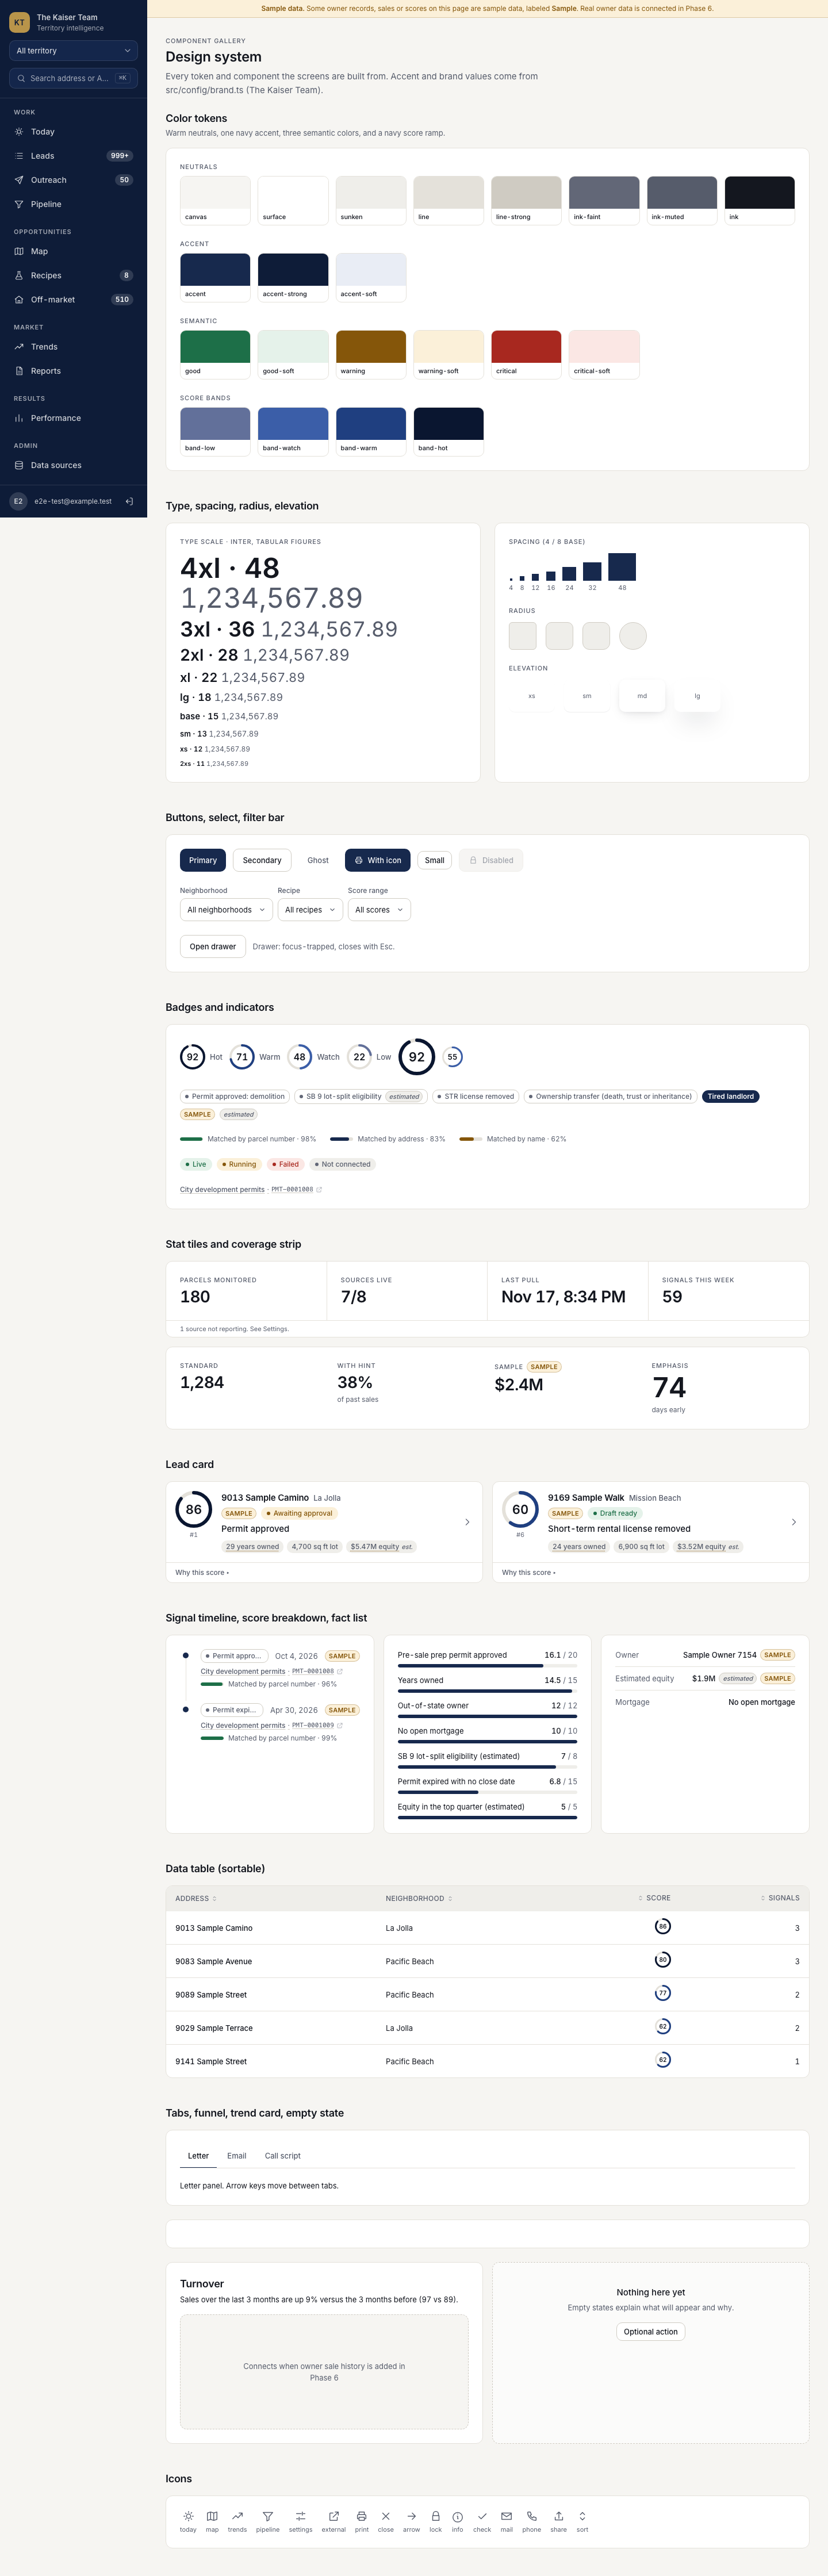 KT
The Kaiser Team
Territory intelligence
All territory
Search address or A... ⌘K
WORK
Today
Leads 999+
Outreach 50
Pipeline
OPPORTUNITIES
Map
Recipes 8
Off-market 510
MARKET
Trends
Reports
RESULTS
Performance
ADMIN
Data sources
E2 e2e-test@example.test
Sample data. Some owner records, sales or scores on this page are sample data, labeled Sample. Real owner data is connected in Phase 6.
COMPONENT GALLERY
Design system
Every token and component the screens are built from. Accent and brand values come from
src/config/brand.ts (The Kaiser Team).
Color tokens
Warm neutrals, one navy accent, three semantic colors, and a navy score ramp.
NEUTRALS
canvas surface sunken line line-strong ink-faint ink-muted ink
ACCENT
accent accent-strong accent-soft
SEMANTIC
good good-soft warning warning-soft critical critical-soft
SCORE BANDS
band-low band-watch band-warm band-hot
Type, spacing, radius, elevation
TYPE SCALE · INTER, TABULAR FIGURES
4xl · 48
1,234,567.89
3xl · 36 1,234,567.89
2xl · 28 1,234,567.89
xl · 22 1,234,567.89
lg · 18 1,234,567.89
base · 15 1,234,567.89
sm · 13 1,234,567.89
xs · 12 1,234,567.89
2xs · 11 1,234,567.89
SPACING (4 / 8 BASE)
4 8 12 16 24 32 48
RADIUS
ELEVATION
xs sm md lg
Buttons, select, filter bar
Primary Secondary Ghost With icon Small Disabled
Neighborhood Recipe Score range
All neighborhoods All recipes All scores
Open drawer Drawer: focus-trapped, closes with Esc.
Badges and indicators
92 Hot 71 Warm 48 Watch 22 Low 92 55
Permit approved: demolition SB 9 lot-split eligibility estimated STR license removed Ownership transfer (death, trust or inheritance) Tired landlord
SAMPLE estimated
Matched by parcel number · 98% Matched by address · 83% Matched by name · 62%
Live Running Failed Not connected
City development permits · PMT-0001008
Stat tiles and coverage strip
PARCELS MONITORED SOURCES LIVE LAST PULL SIGNALS THIS WEEK
180 7/8 Nov 17, 8:34 PM 59
1 source not reporting. See Settings.
STANDARD WITH HINT SAMPLE SAMPLE EMPHASIS
1,284 38% $2.4M 74
of past sales days early
Lead card
86 9013 Sample Camino La Jolla
SAMPLE Awaiting approval
Permit approved
#1
29 years owned 4,700 sq ft lot $5.47M equity est.
Why this score
60 9169 Sample Walk Mission Beach
SAMPLE Draft ready
Short-term rental license removed
#6
24 years owned 6,900 sq ft lot $3.52M equity est.
Why this score
Signal timeline, score breakdown, fact list
Permit appro... Oct 4, 2026 SAMPLE
City development permits · PMT-0001008
Matched by parcel number · 96%
Permit expi... Apr 30, 2026 SAMPLE
City development permits · PMT-0001009
Matched by parcel number · 99%
Pre-sale prep permit approved 16.1 / 20
Years owned 14.5 / 15
Out-of-state owner 12 / 12
No open mortgage 10 / 10
SB 9 lot-split eligibility (estimated) 7 / 8
Permit expired with no close date 6.8 / 15
Equity in the top quarter (estimated) 5 / 5
Owner Sample Owner 7154 SAMPLE
Estimated equity $1.9M estimated SAMPLE
Mortgage No open mortgage
Data table (sortable)
ADDRESS NEIGHBORHOOD SCORE SIGNALS
9013 Sample Camino La Jolla 86 3
9083 Sample Avenue Pacific Beach 80 3
9089 Sample Street Pacific Beach 77 2
9029 Sample Terrace La Jolla 62 2
9141 Sample Street Pacific Beach 62 1
Tabs, funnel, trend card, empty state
Letter Email Call script
Letter panel. Arrow keys move between tabs.
Turnover
Sales over the last 3 months are up 9% versus the 3 months before (97 vs 89).
Connects when owner sale history is added in
Phase 6
Nothing here yet
Empty states explain what will appear and why.
Optional action
Icons
today map trends pipeline settings external print close arrow lock info check mail phone share sort